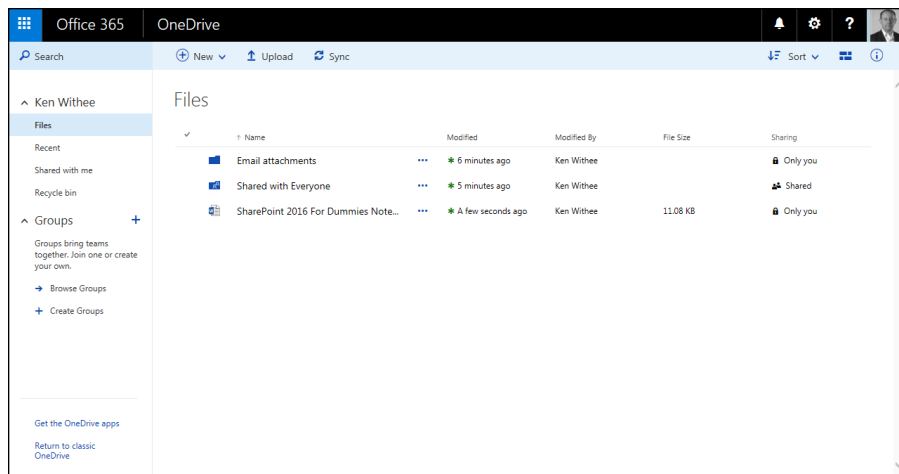 Office 365 OneDrive ?
Search New Upload Sync Sort
Ken Withee
Files
Recent
Shared with me
Recycle bin
Groups +
Groups bring teams
together. Join one or create
your own.
Browse Groups
+ Create Groups
Get the OneDrive apps
Return to classic
OneDrive
Files
Name Modified Modified By File Size Sharing
Email attachments ... 6 minutes ago Ken Withee Only you
Shared with Everyone ... 5 minutes ago Ken Withee Shared
SharePoint 2016 For Dummies Note... ... A few seconds ago Ken Withee 11.08 KB Only you